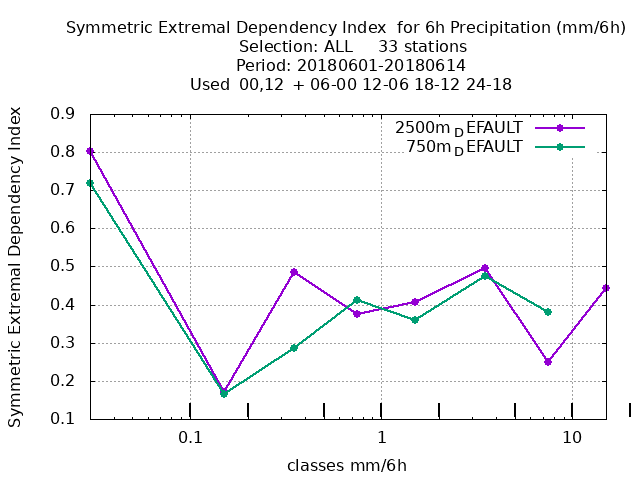 Symmetric Extremal Dependency Index  for 6h Precipitation (mm/6h)
Selection: ALL     33 stations
Period: 20180601-20180614
Used  00,12  + 06-00 12-06 18-12 24-18
Symmetric Extremal Dependency Index
0.9
0.8
0.7
0.6
0.5
0.4
0.3
0.2
0.1
2500m_DEFAULT
750m_DEFAULT
0.1 1 10
classes mm/6h